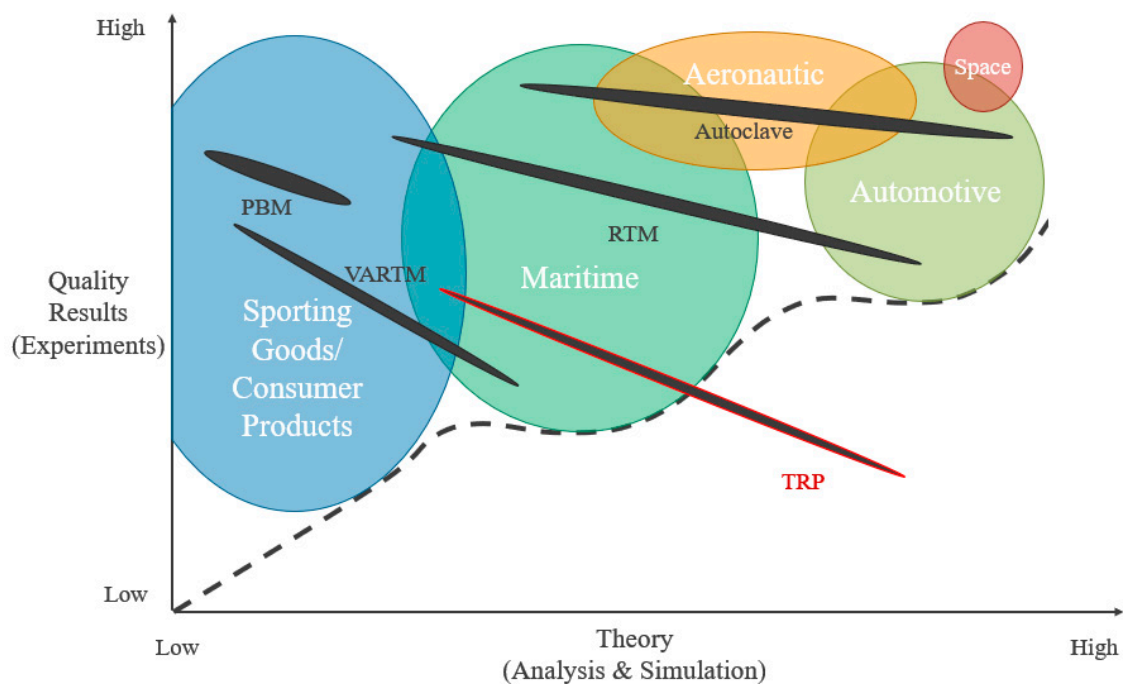 High
Space
Aeronautic
Autoclave
Automotive
PBM
RTM
VARTM
Maritime
Quality
Results
(Experiments)
Sporting
Goods/
Consumer
Products
TRP
Low
Low
Theory
(Analysis & Simulation)
High